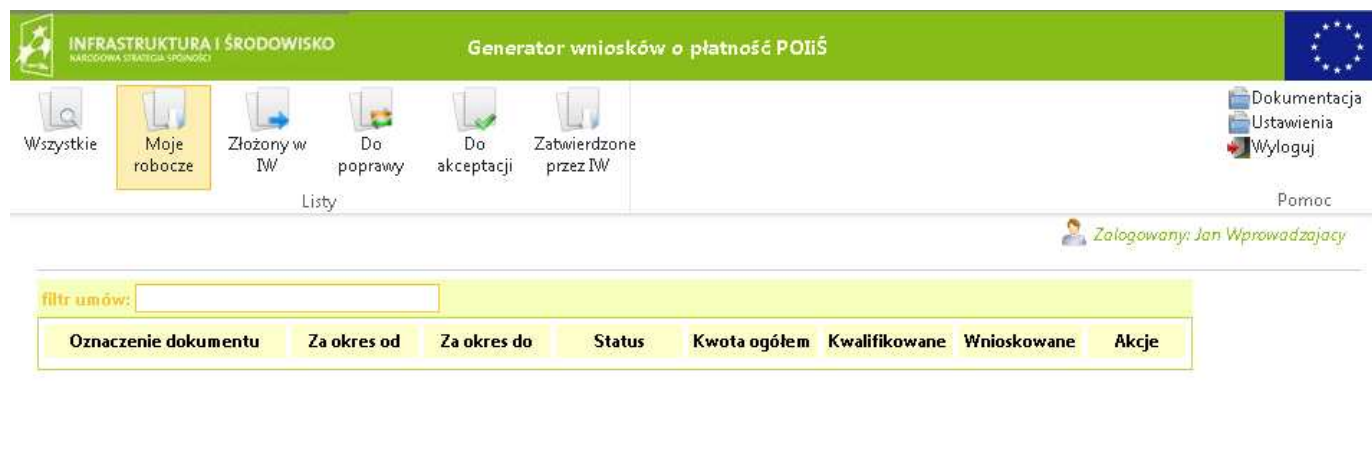 INFRASTRUKTURA I ŚRODOWISKO
NARODOWA STRATEGIA SPÓJNOŚCI
Generator wniosków o płatność POIiŚ
Wszystkie
Moje robocze
Złożony w IW
Do poprawy
Do akceptacji
Zatwierdzone przez IW
Listy
Dokumentacja
Ustawienia
Wyloguj
Pomoc
Zalogowany: Jan Wprowadzajacy
filtr umów:
Oznaczenie dokumentu Za okres od Za okres do Status Kwota ogółem Kwalifikowane Wnioskowane Akcje